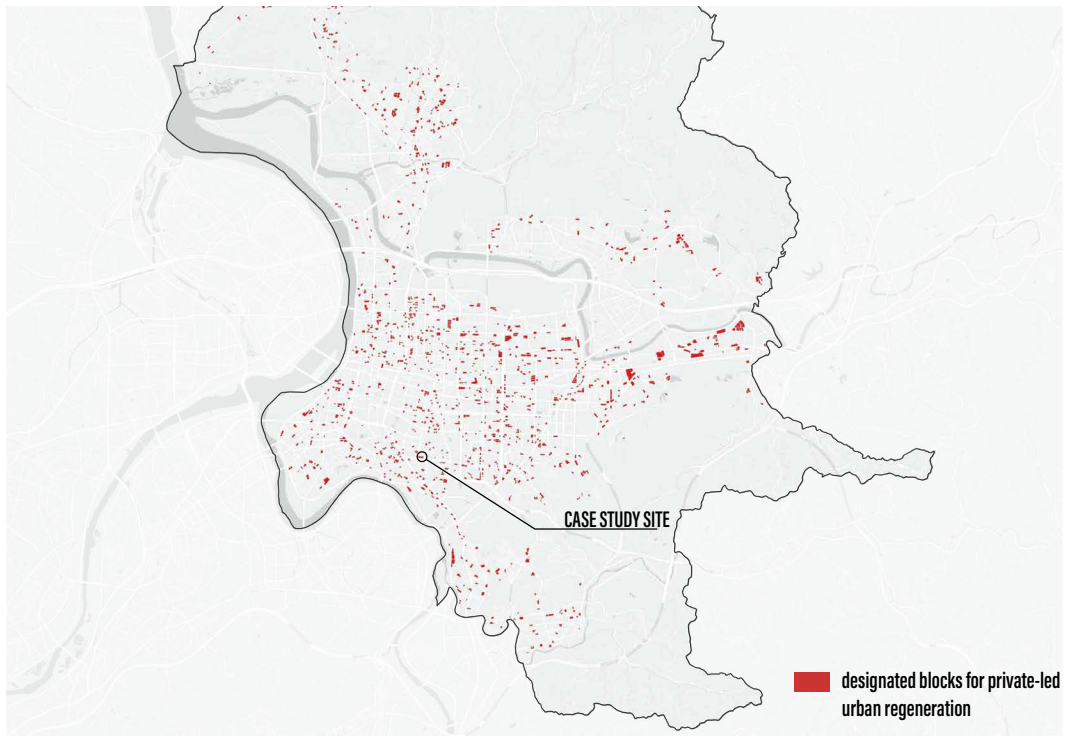 CASE STUDY SITE
designated blocks for private-led
urban regeneration